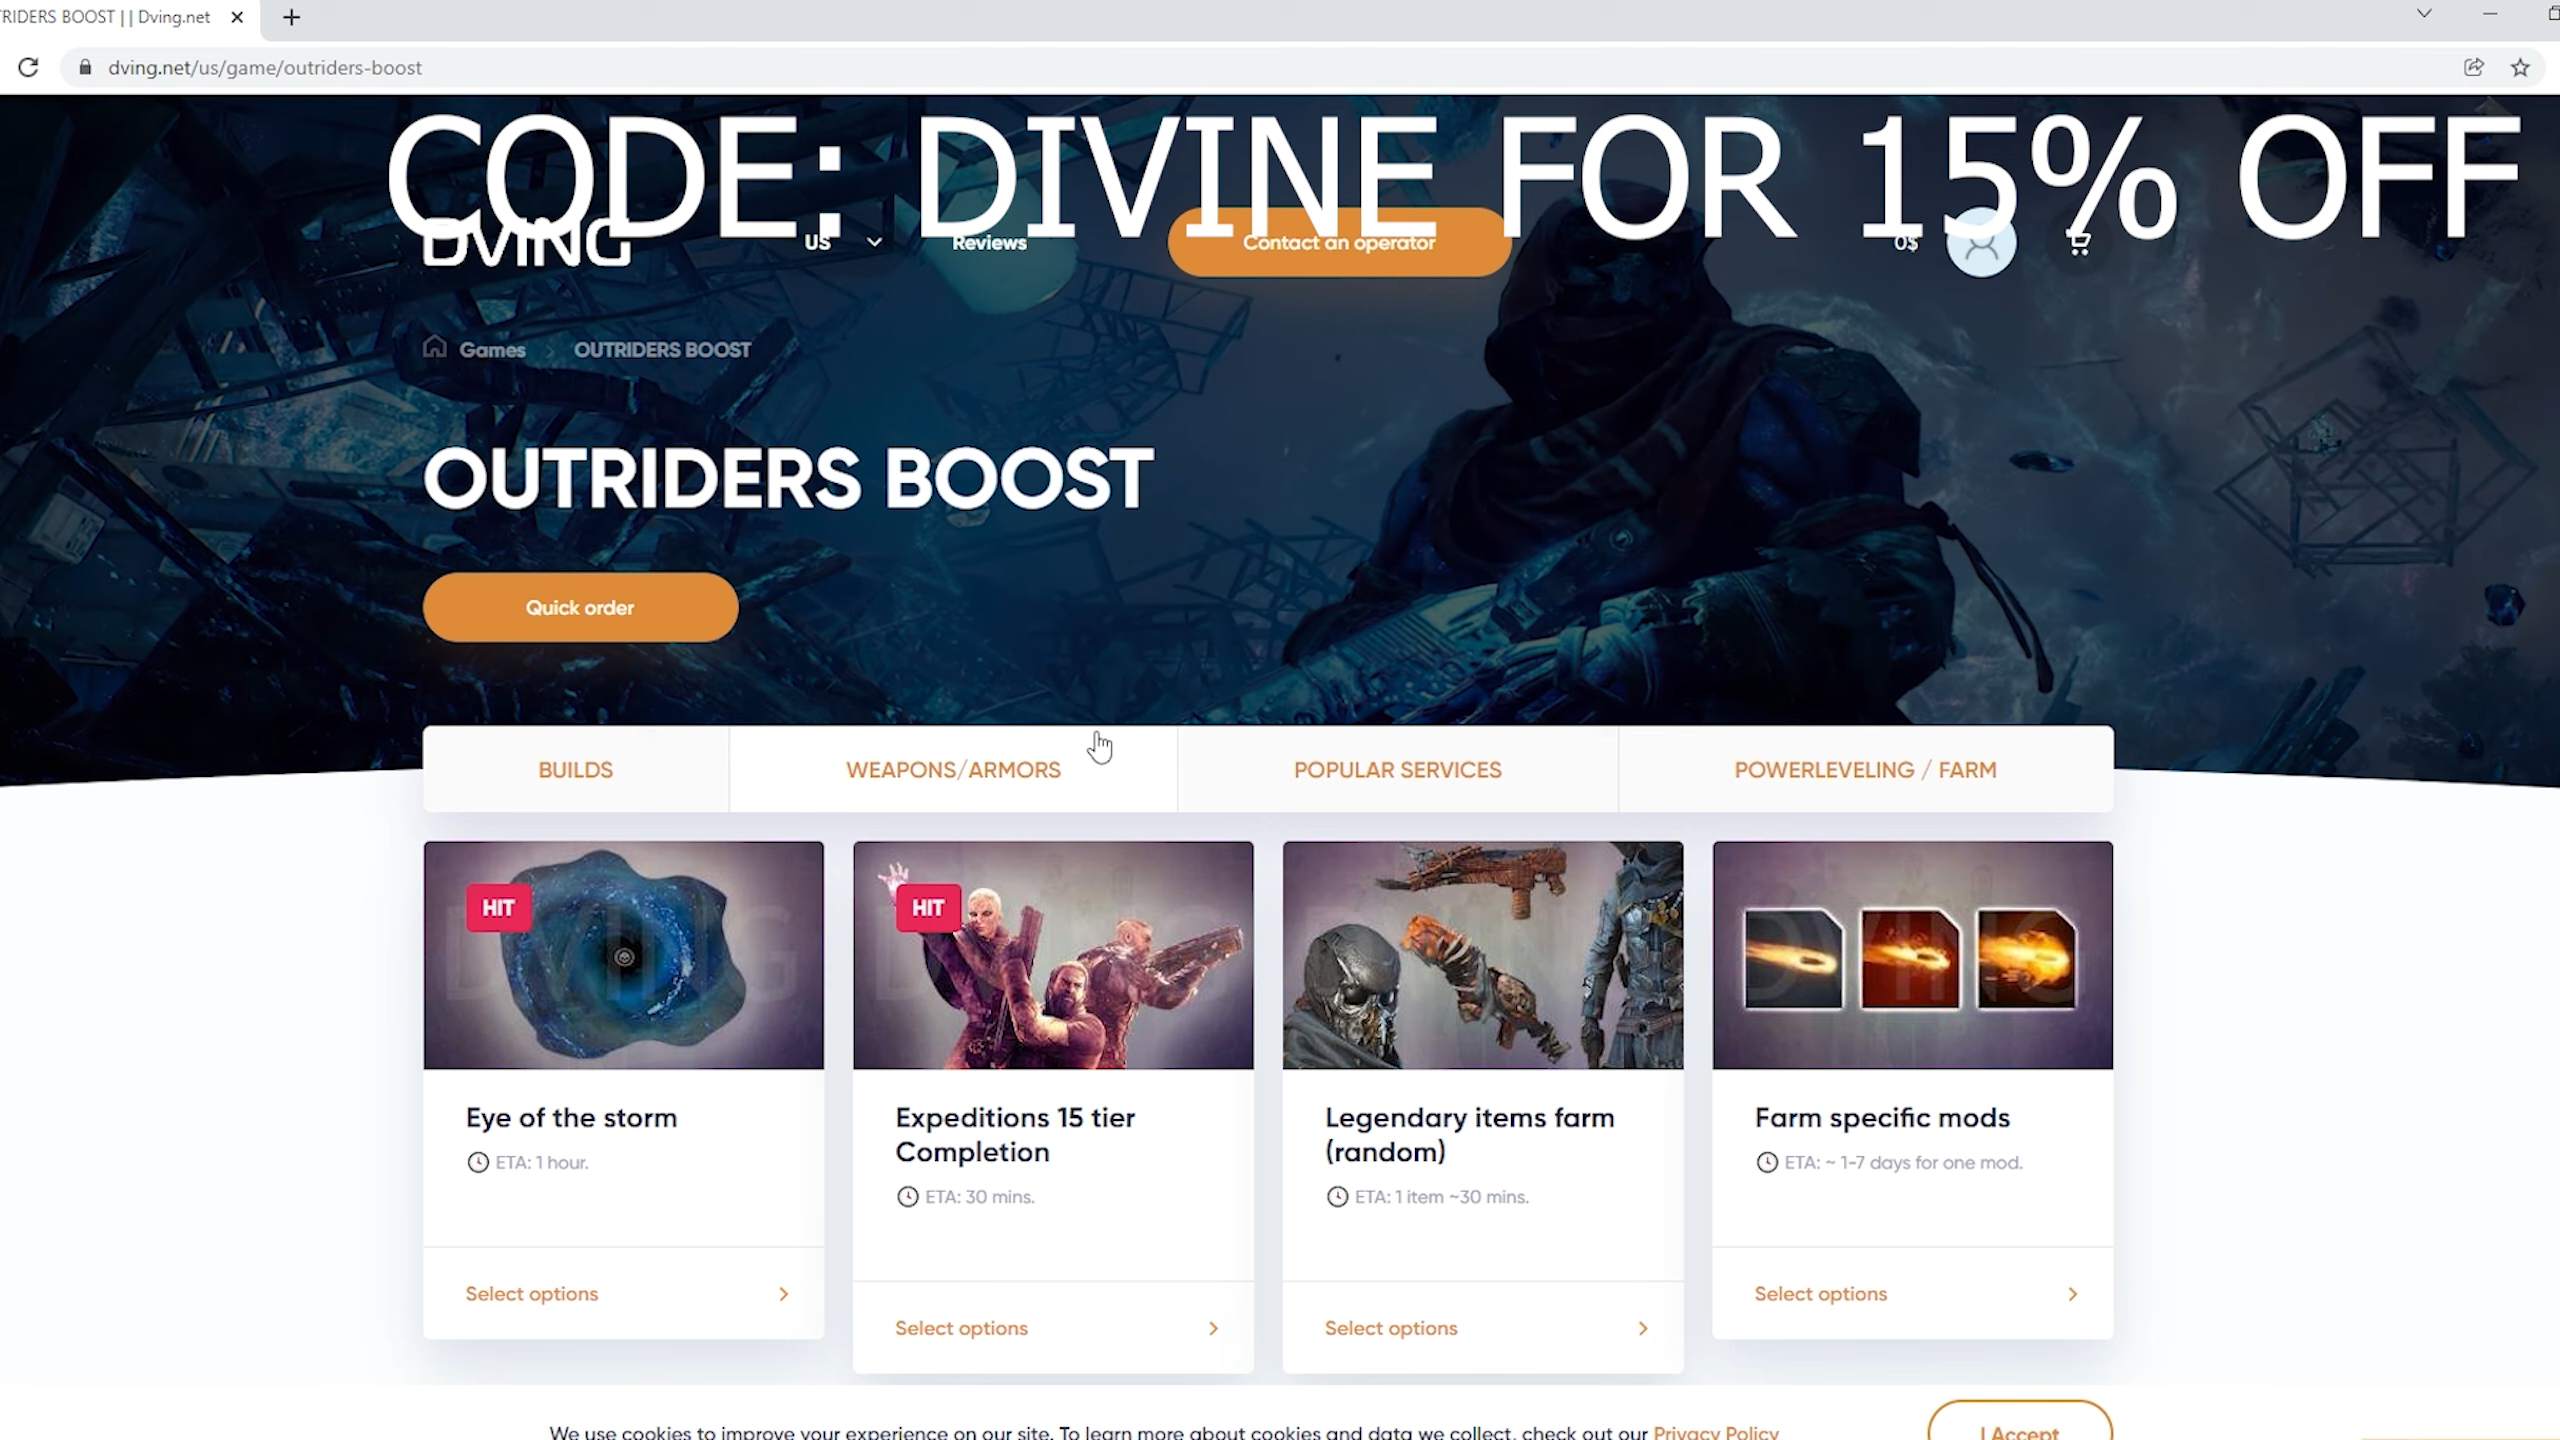 RIDERS BOOST || Dving.net
dving.net/us/game/outriders-boost
CODE: DIVINE FOR 15% OFF
DVING
US
Reviews
Contact an operator
0$
Games
OUTRIDERS BOOST
OUTRIDERS BOOST
Quick order
BUILDS
WEAPONS/ARMORS
POPULAR SERVICES
POWERLEVELING / FARM
HIT
Eye of the storm
ETA: 1 hour.
Select options
HIT
Expeditions 15 tier
Completion
ETA: 30 mins.
Select options
Legendary items farm
(random)
ETA: 1 item ~30 mins.
Select options
Farm specific mods
ETA: ~ 1-7 days for one mod.
Select options
We use cookies to improve your experience on our site. To learn more about cookies and data we collect, check out our Privacy Policy
I Accept